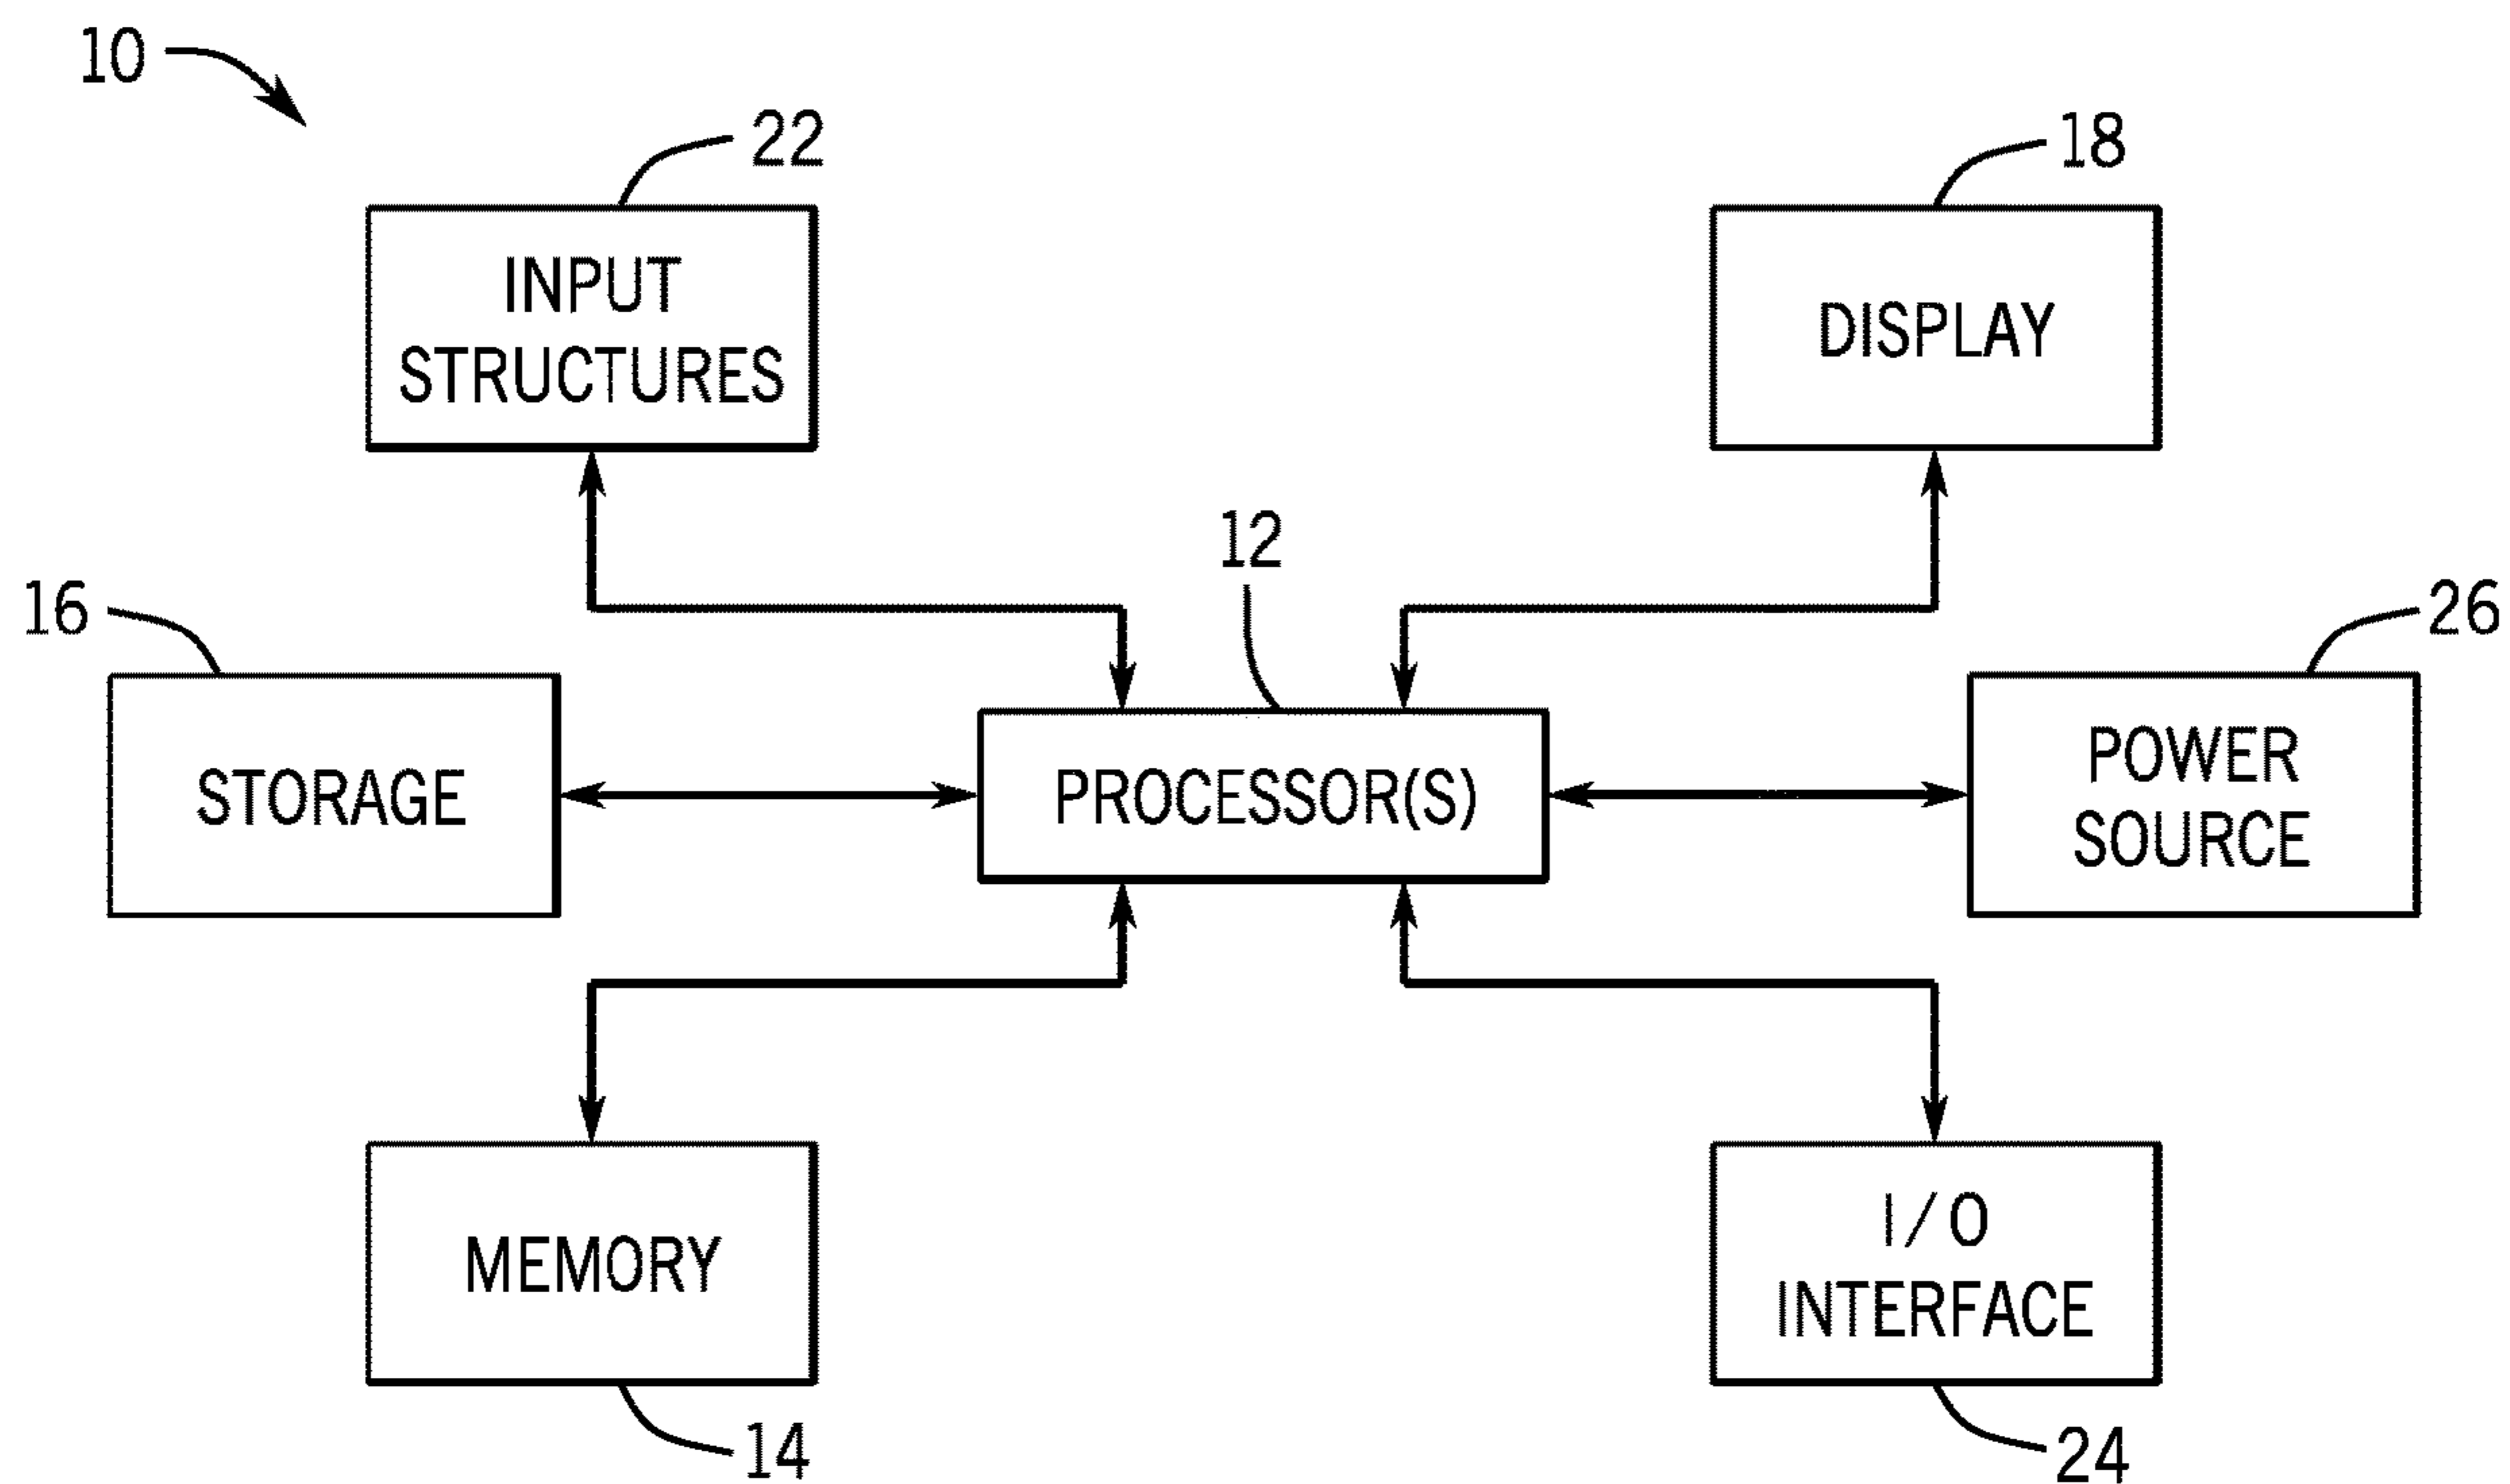 10
22
18
INPUT
STRUCTURES
DISPLAY
12
16
26
STORAGE
PROCESSOR(S)
POWER
SOURCE
MEMORY
I/O
INTERFACE
14
24